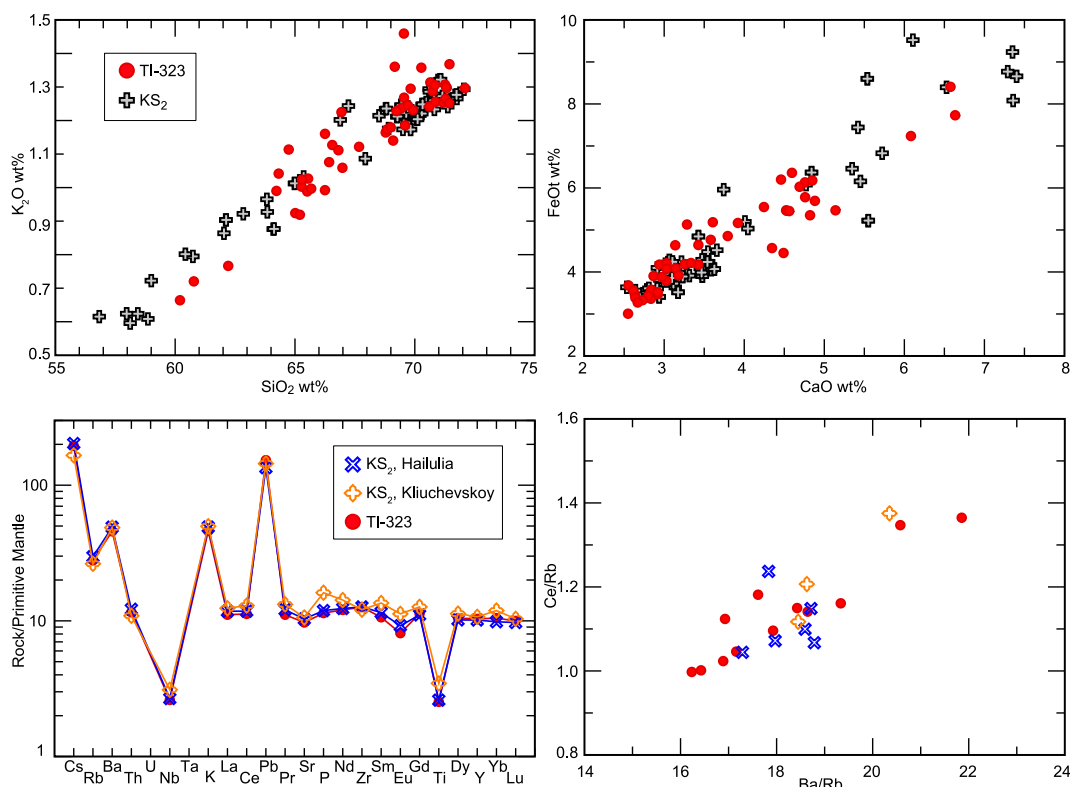 1.5
1.3
1.1
0.9
0.7
0.5
K2O wt%
TI-323
KS2
55
60
65
70
75
SiO2 wt%
10
8
6
4
2
FeOt wt%
2
3
4
5
6
7
8
CaO wt%
100
10
1
Rock/Primitive Mantle
KS2, Hailulia
KS2, Kliuchevskoy
TI-323
Cs Ba U Ta La Pb Sr Nd Sm Gd Dy Yb
Rb Th Nb K Ce Pr P Zr Eu Ti Y Lu
1.6
1.4
1.2
1.0
0.8
Ce/Rb
14
16
18
20
22
24
Ba/Rb